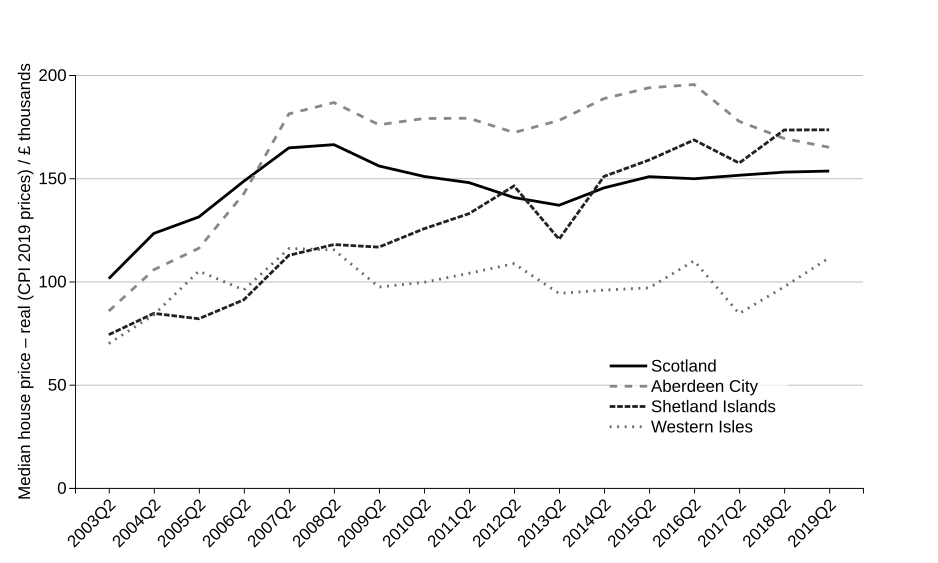 Median house price – real (CPI 2019 prices) / £ thousands
200
150
100
50
0
Scotland
Aberdeen City
Shetland Islands
Western Isles
2003Q2
2004Q2
2005Q2
2006Q2
2007Q2
2008Q2
2009Q2
2010Q2
2011Q2
2012Q2
2013Q2
2014Q2
2015Q2
2016Q2
2017Q2
2018Q2
2019Q2